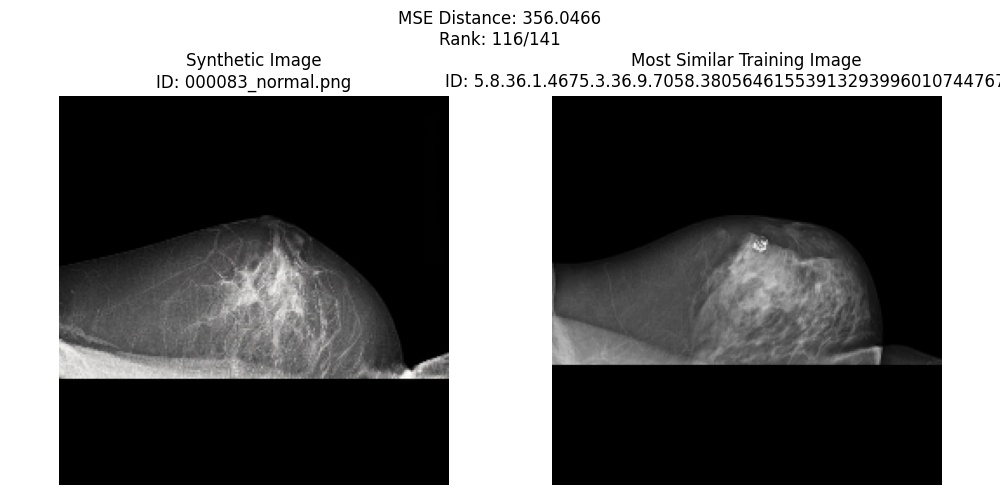 MSE Distance: 356.0466
Rank: 116/141
Synthetic Image
ID: 000083_normal.png
Most Similar Training Image
ID: 5.8.36.1.4675.3.36.9.7058.38056461553913293996010744767